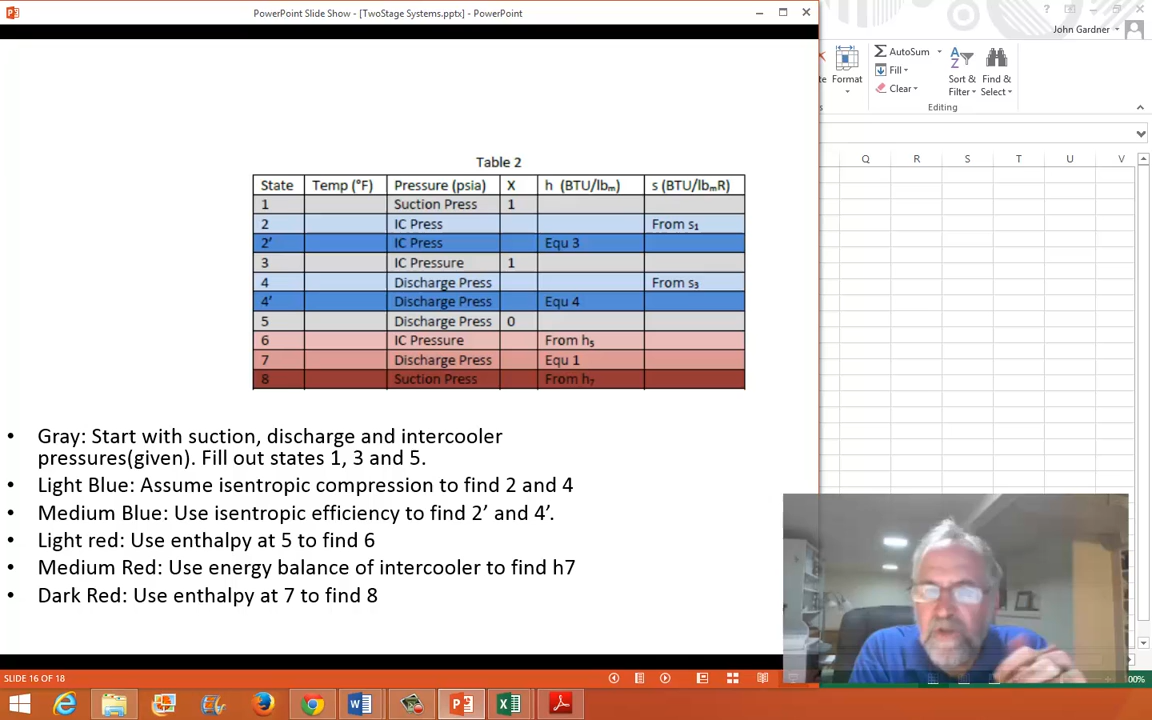 PowerPoint Slide Show - [TwoStage Systems.pptx] - PowerPoint
John Gardner
AutoSum
Fill
Clear
Format
Sort & Filter
Find & Select
Editing
Q R S T U V
Table 2
State Temp (°F) Pressure (psia) X h (BTU/lbₘ) s (BTU/lbₘR)
1 Suction Press 1
2 IC Press From s₁
2' IC Press Equ 3
3 IC Pressure 1
4 Discharge Press From s₃
4' Discharge Press Equ 4
5 Discharge Press 0
6 IC Pressure From h₅
7 Discharge Press Equ 1
8 Suction Press From h₇
• Gray: Start with suction, discharge and intercooler
pressures(given). Fill out states 1, 3 and 5.
• Light Blue: Assume isentropic compression to find 2 and 4
• Medium Blue: Use isentropic efficiency to find 2’ and 4’.
• Light red: Use enthalpy at 5 to find 6
• Medium Red: Use energy balance of intercooler to find h7
• Dark Red: Use enthalpy at 7 to find 8
SLIDE 16 OF 18
00%